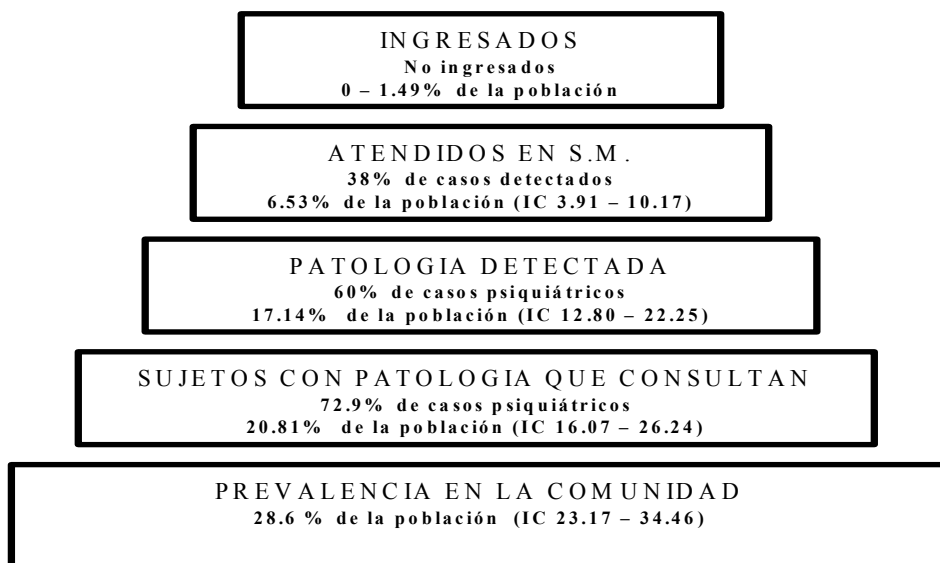 INGRESADOS
No ingresados
0 – 1.49% de la población
ATENDIDOS EN S.M.
38% de casos detectados
6.53% de la población (IC 3.91 – 10.17)
PATOLOGIA DETECTADA
60% de casos psiquiátricos
17.14% de la población (IC 12.80 – 22.25)
SUJETOS CON PATOLOGIA QUE CONSULTAN
72.9% de casos psiquiátricos
20.81% de la población (IC 16.07 – 26.24)
PREVALENCIA EN LA COMUNIDAD
28.6 % de la población (IC 23.17 – 34.46)